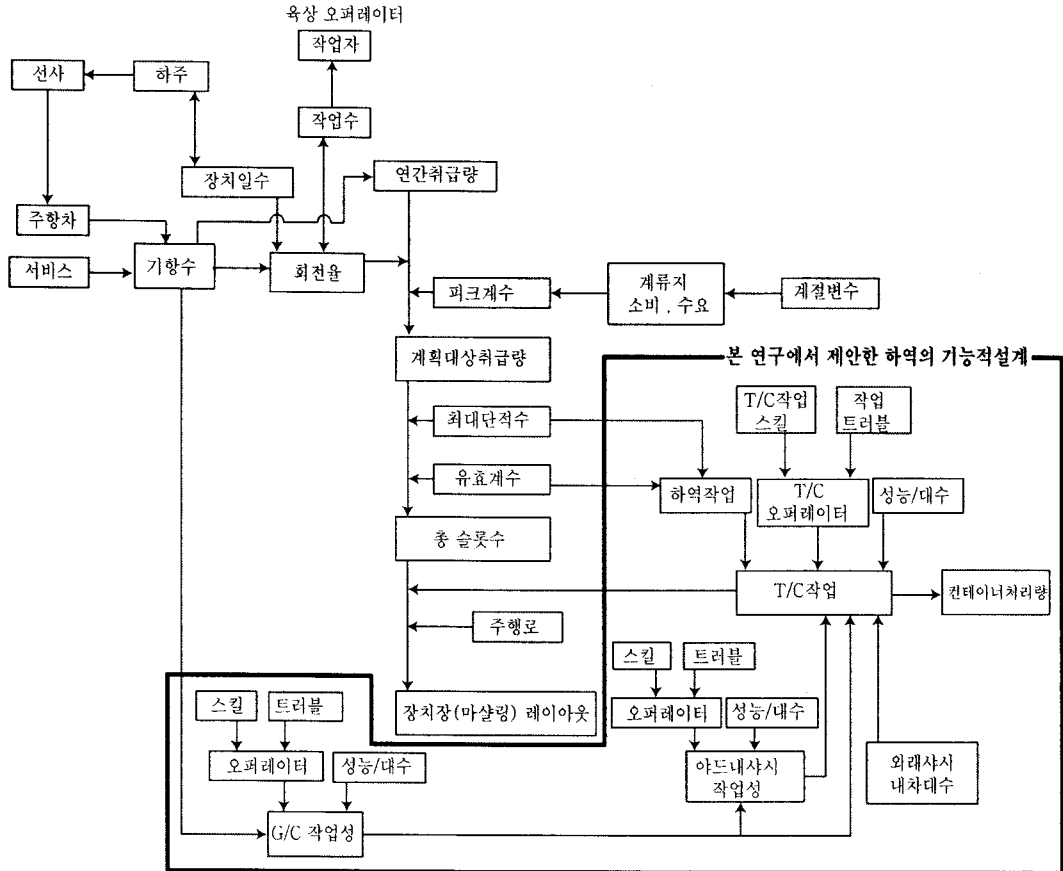 육상 오퍼레이터
작업자
선사
하주
작업수
장치일수
연간취급량
주항차
서비스
기항수
회전율
피크계수
계류지
소비 , 수요
계절변수
계획대상취급량
본 연구에서 제안한 하역의 기능적설계
최대단적수
T/C작업
스킬
작업
트러블
유효계수
하역작업
T/C
오퍼레이터
성능/대수
총 슬롯수
T/C작업
컨테이너처리량
주행로
스킬
트러블
장치장(마샬링) 레이아웃
오퍼레이터
성능/대수
스킬
트러블
오퍼레이터
성능/대수
야드내샤시
작업성
외래샤시
내차대수
G/C 작업성